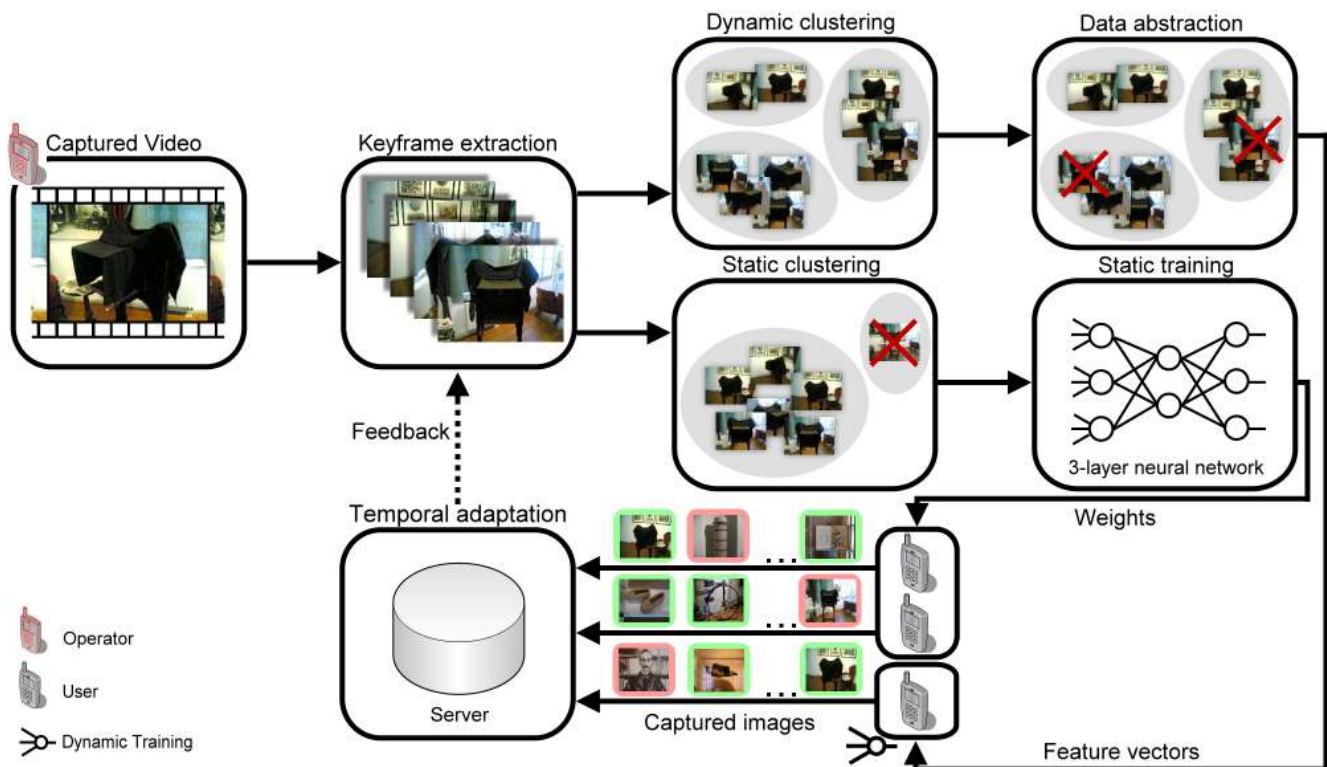 Dynamic clustering
Data abstraction
Captured Video
Keyframe extraction
Static clustering
Static training
3-layer neural network
Feedback
Weights
Temporal adaptation
...
...
...
Server
Captured images
Feature vectors
Operator
User
Dynamic Training